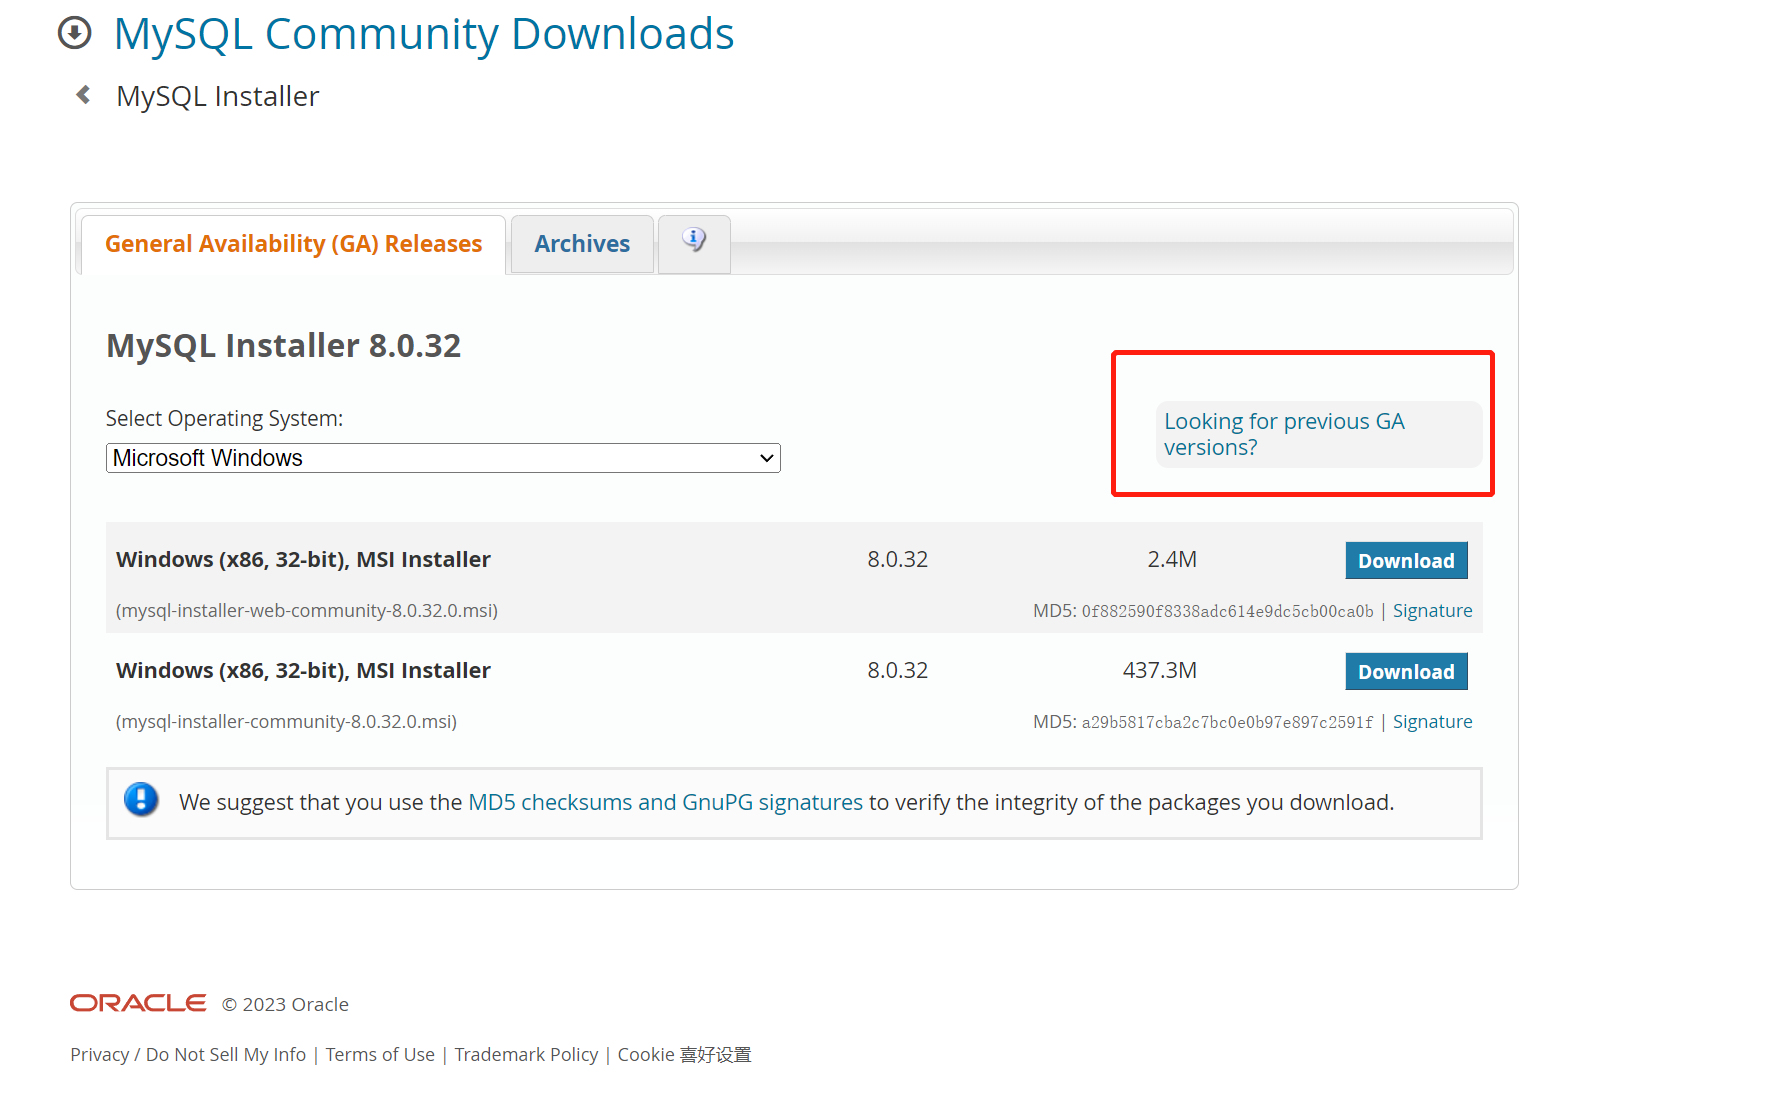 MySQL Community Downloads
MySQL Installer
General Availability (GA) Releases
Archives
MySQL Installer 8.0.32
Select Operating System:
Microsoft Windows
Looking for previous GA
versions?
Windows (x86, 32-bit), MSI Installer 8.0.32 2.4M Download
(mysql-installer-web-community-8.0.32.0.msi) MD5: 0f882590f8338adc614e9dc5cb00ca0b | Signature
Windows (x86, 32-bit), MSI Installer 8.0.32 437.3M Download
(mysql-installer-community-8.0.32.0.msi) MD5: a29b5817cba2c7bc0e0b97e897c2591f | Signature
We suggest that you use the MD5 checksums and GnuPG signatures to verify the integrity of the packages you download.
ORACLE © 2023 Oracle
Privacy / Do Not Sell My Info | Terms of Use | Trademark Policy | Cookie 喜好设置